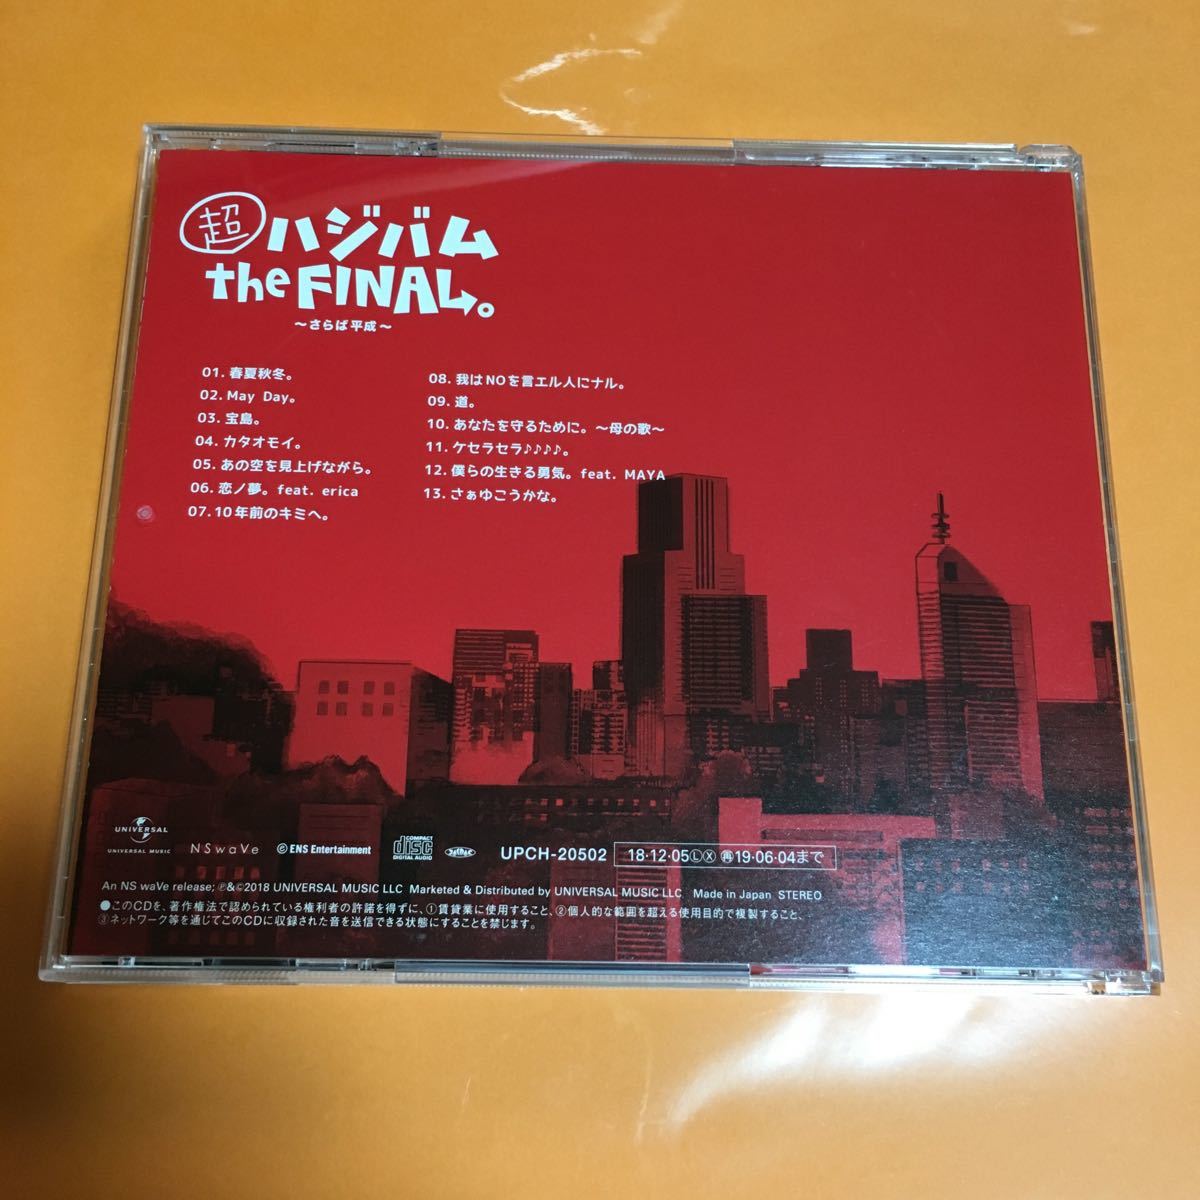 超ハジバム
the FINAL。
～さらば平成～
01. 春夏秋冬。
02. May Day。
03. 宝島。
04. カタオモイ。
05. あの空を見上げながら。
06. 恋ノ夢。feat. erica
07. 10年前のキミへ。
08. 我はNOを言エル人にナル。
09. 道。
10. あなたを守るために。～母の歌～
11. ケセラセラ♪♪♪♪。
12. 僕らの生きる勇気。feat. MAYA
13. さぁゆこうかな。
UNIVERSAL
UNIVERSAL MUSIC
NSwaVe
ENS Entertainment
COMPACT
disc
DIGITAL AUDIO
UPCH-20502
18・12・05ⓁⓍ ㊞19・06・04まで
An NS waVe release; Ⓟ&©2018 UNIVERSAL MUSIC LLC Marketed & Distributed by UNIVERSAL MUSIC LLC Made in Japan STEREO
●このCDを、著作権法で認められている権利者の許諾を得ずに、①賃貸業に使用すること、②個人的な範囲を超える使用目的で複製すること、
③ネットワーク等を通じてこのCDに収録された音を送信できる状態にすることを禁じます。